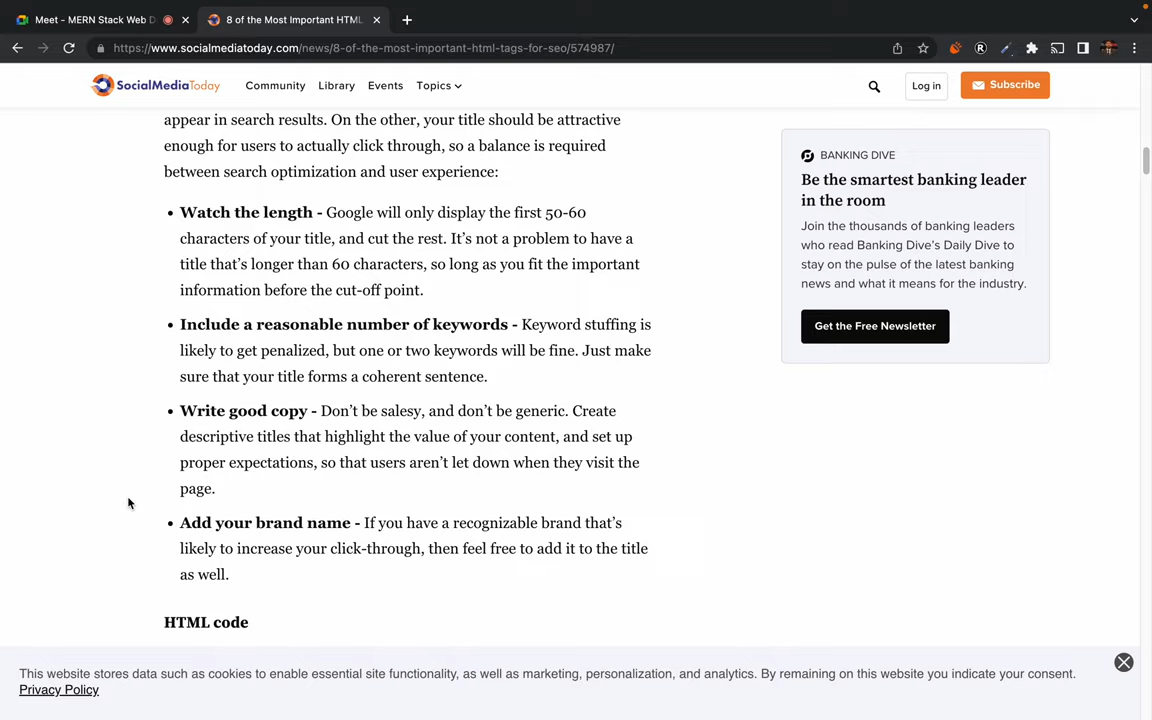 Meet - MERN Stack Web D
8 of the Most Important HTML
https://www.socialmediatoday.com/news/8-of-the-most-important-html-tags-for-seo/574987/
SocialMediaToday
Community
Library
Events
Topics
Log in
Subscribe
appear in search results. On the other, your title should be attractive
enough for users to actually click through, so a balance is required
between search optimization and user experience:
• Watch the length - Google will only display the first 50-60
characters of your title, and cut the rest. It’s not a problem to have a
title that’s longer than 60 characters, so long as you fit the important
information before the cut-off point.
• Include a reasonable number of keywords - Keyword stuffing is
likely to get penalized, but one or two keywords will be fine. Just make
sure that your title forms a coherent sentence.
• Write good copy - Don’t be salesy, and don’t be generic. Create
descriptive titles that highlight the value of your content, and set up
proper expectations, so that users aren’t let down when they visit the
page.
• Add your brand name - If you have a recognizable brand that’s
likely to increase your click-through, then feel free to add it to the title
as well.
HTML code
BANKING DIVE
Be the smartest banking leader
in the room
Join the thousands of banking leaders
who read Banking Dive’s Daily Dive to
stay on the pulse of the latest banking
news and what it means for the industry.
Get the Free Newsletter
This website stores data such as cookies to enable essential site functionality, as well as marketing, personalization, and analytics. By remaining on this website you indicate your consent.
Privacy Policy